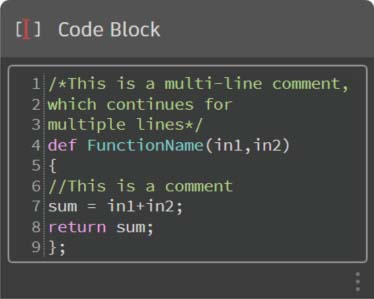 [I] Code Block
1 /*This is a multi-line comment,
2 which continues for
3 multiple lines*/
4 def FunctionName(in1,in2)
5 {
6 //This is a comment
7 sum = in1+in2;
8 return sum;
9 };